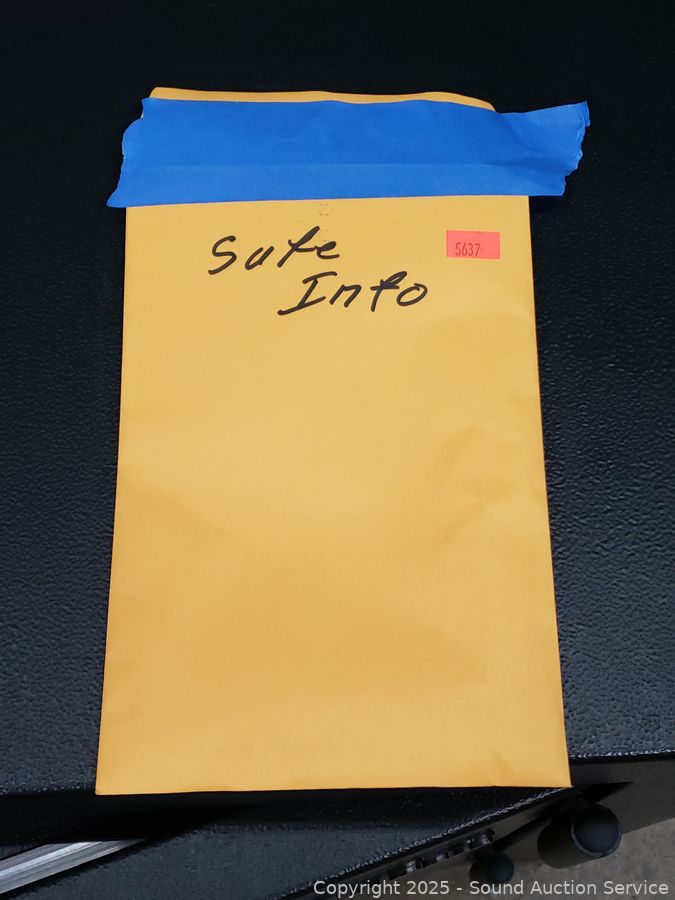 Safe
5637
Info
Copyright 2025 - Sound Auction Service